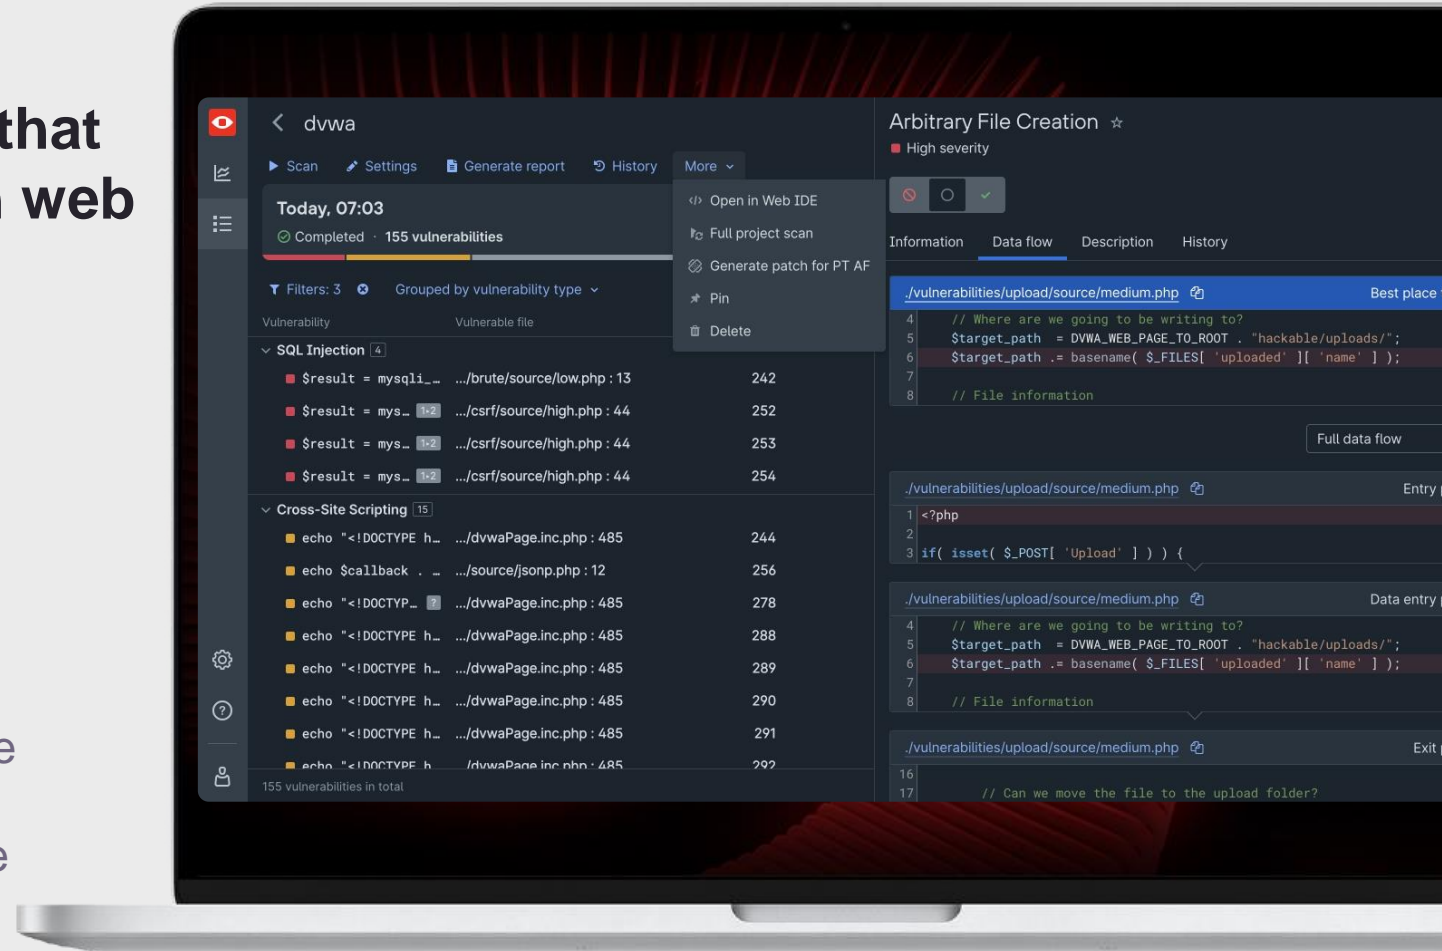 that
web
e
e
dvwa
Scan Settings Generate report History More
Today, 07:03
Completed · 155 vulnerabilities
Filters: 3 Grouped by vulnerability type
Vulnerability Vulnerable file
SQL Injection 4
$result = mysqli_… .../brute/source/low.php : 13 242
$result = mys… 1•2 .../csrf/source/high.php : 44 252
$result = mys… 1•2 .../csrf/source/high.php : 44 253
$result = mys… 1•2 .../csrf/source/high.php : 44 254
Cross-Site Scripting 15
echo "<!DOCTYPE h… .../dvwaPage.inc.php : 485 244
echo $callback . … .../source/jsonp.php : 12 256
echo "<!DOCTYP… ? .../dvwaPage.inc.php : 485 278
echo "<!DOCTYPE h… .../dvwaPage.inc.php : 485 288
echo "<!DOCTYPE h… .../dvwaPage.inc.php : 485 289
echo "<!DOCTYPE h… .../dvwaPage.inc.php : 485 290
echo "<!DOCTYPE h… .../dvwaPage.inc.php : 485 291
echo "<!DOCTYPE h .../dvwaPage.inc.php : 485 292
155 vulnerabilities in total
Open in Web IDE
Full project scan
Generate patch for PT AF
Pin
Delete
Arbitrary File Creation
High severity
Information Data flow Description History
./vulnerabilities/upload/source/medium.php Best place
4 // Where are we going to be writing to?
5 $target_path = DVWA_WEB_PAGE_TO_ROOT . "hackable/uploads/";
6 $target_path .= basename( $_FILES[ 'uploaded' ][ 'name' ] );
7
8 // File information
Full data flow
./vulnerabilities/upload/source/medium.php Entry
1 <?php
2
3 if( isset( $_POST[ 'Upload' ] ) ) {
./vulnerabilities/upload/source/medium.php Data entry
4 // Where are we going to be writing to?
5 $target_path = DVWA_WEB_PAGE_TO_ROOT . "hackable/uploads/";
6 $target_path .= basename( $_FILES[ 'uploaded' ][ 'name' ] );
7
8 // File information
./vulnerabilities/upload/source/medium.php Exit
16
17 // Can we move the file to the upload folder?